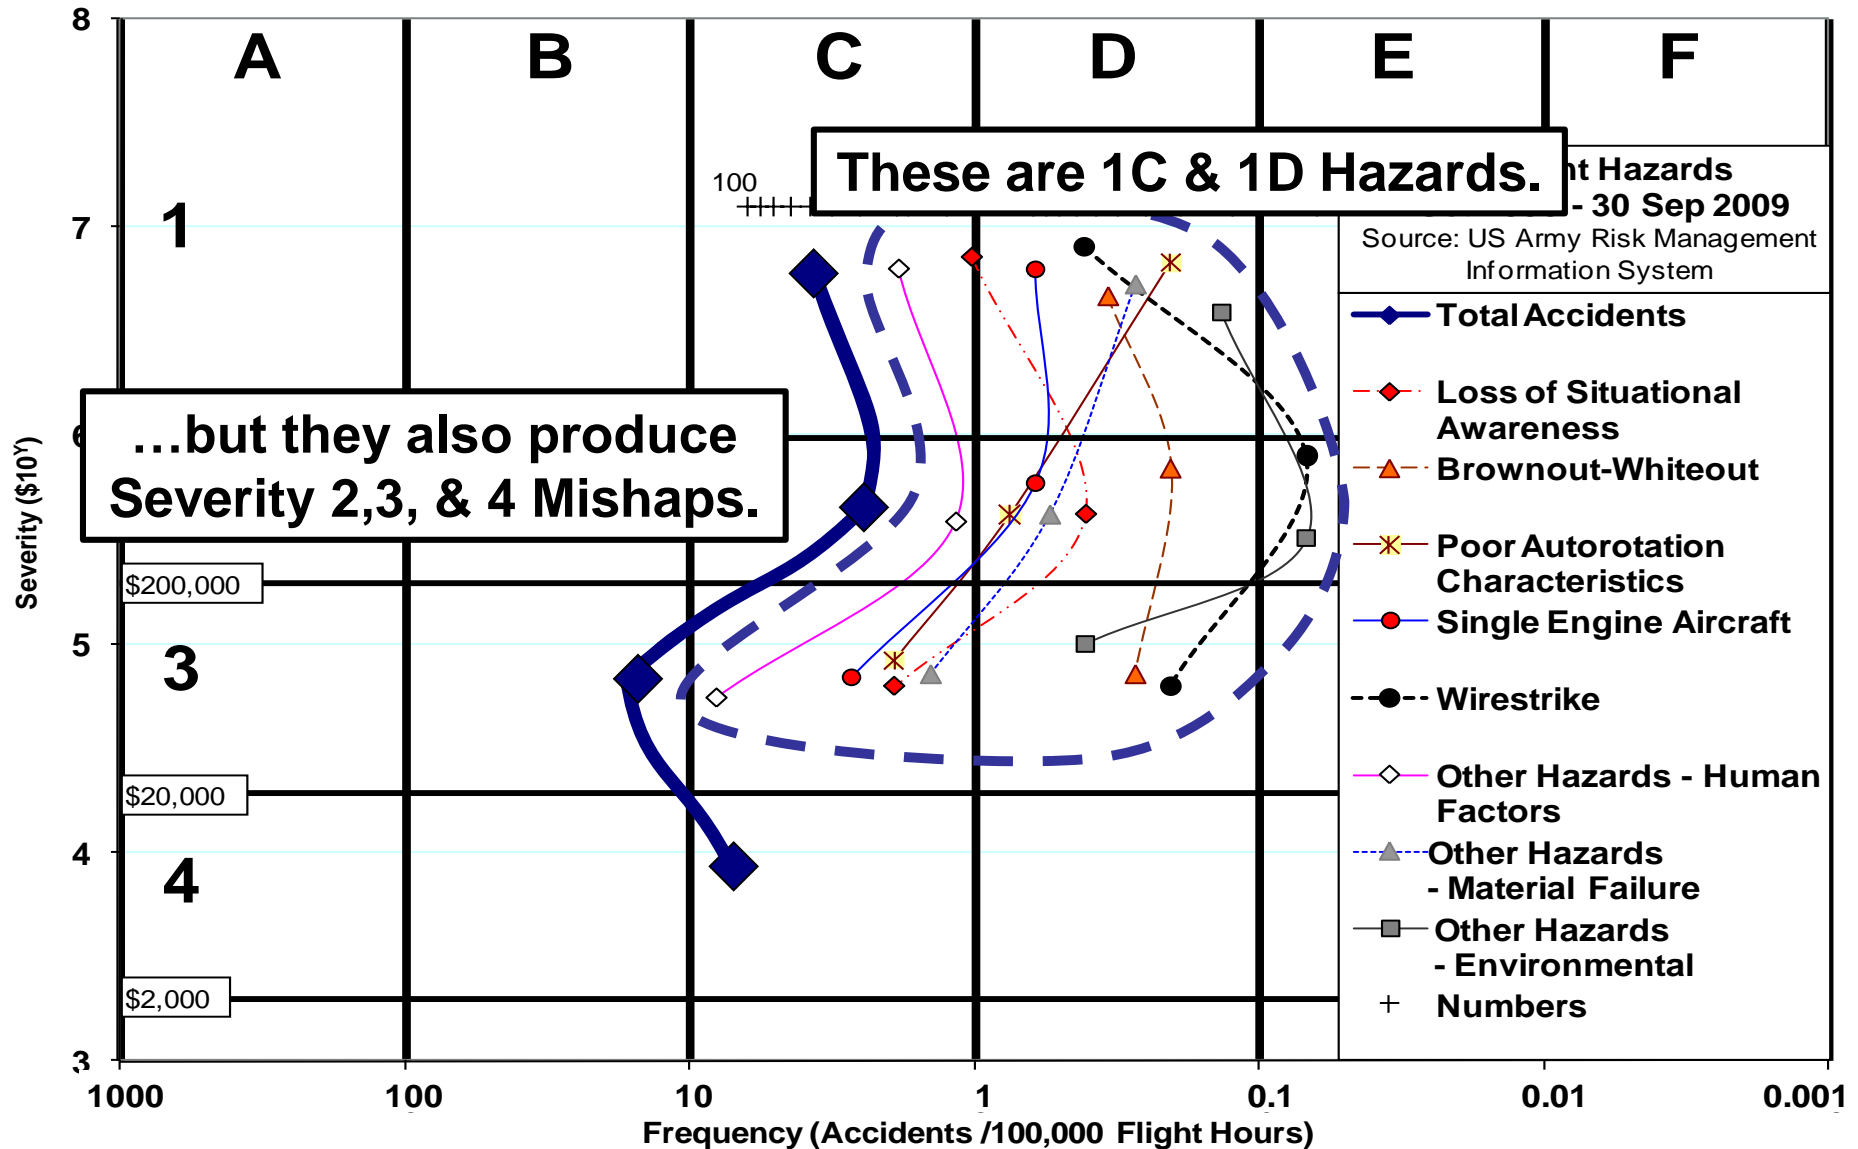 8
A B C D E F
These are 1C & 1D Hazards.
100
nt Hazards
- 30 Sep 2009
Source: US Army Risk Management
Information System
7
1
Total Accidents
Loss of Situational
Awareness
…but they also produce
Severity 2,3, & 4 Mishaps.
Brownout-Whiteout
Poor Autorotation
Characteristics
$200,000
Single Engine Aircraft
5
3
Wirestrike
$20,000
Other Hazards - Human
Factors
4
4
Other Hazards
- Material Failure
Other Hazards
- Environmental
$2,000
Numbers
3
1000 100 10 1 0.1 0.01 0.001
Frequency (Accidents /100,000 Flight Hours)
Severity ($10Y)